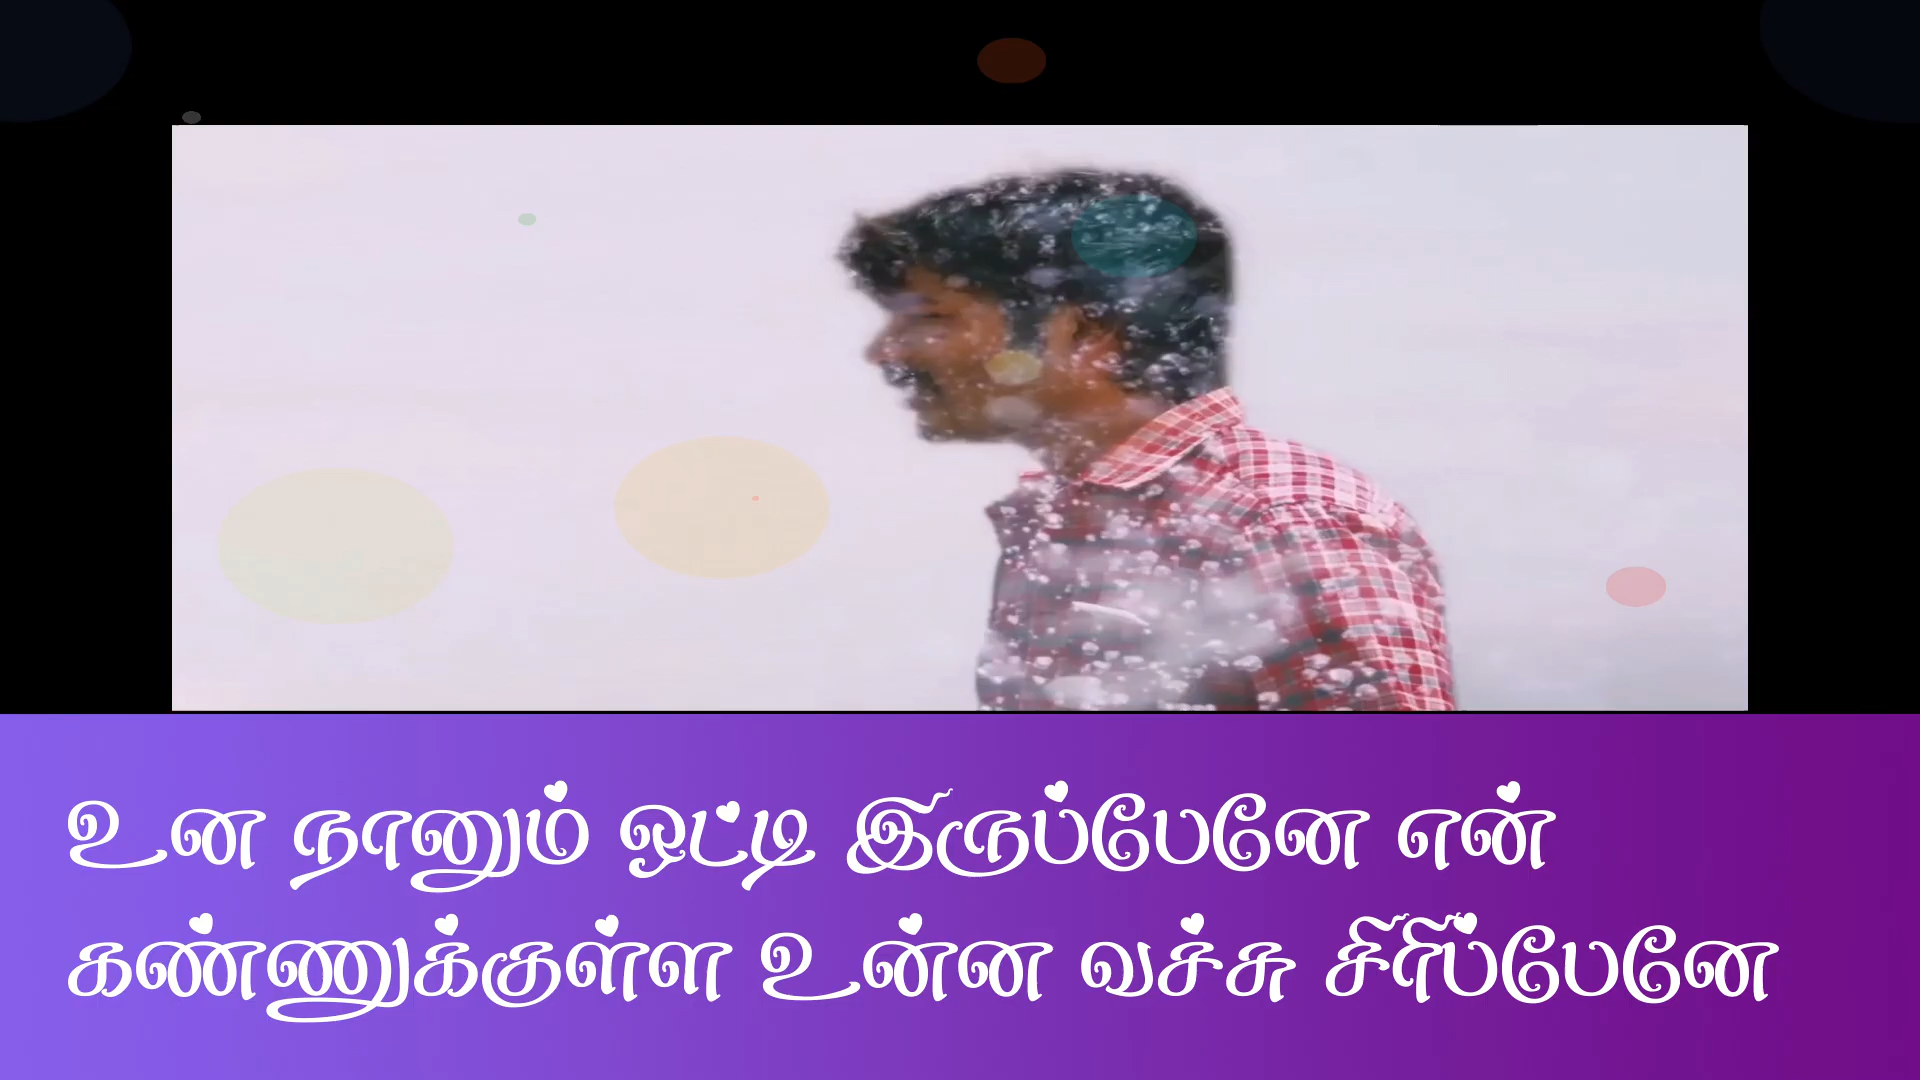 உன நானும் ஒட்டி இருப்பேனே என்
கண்ணுக்குள்ள உன்ன வச்சு சிரிப்பேனே